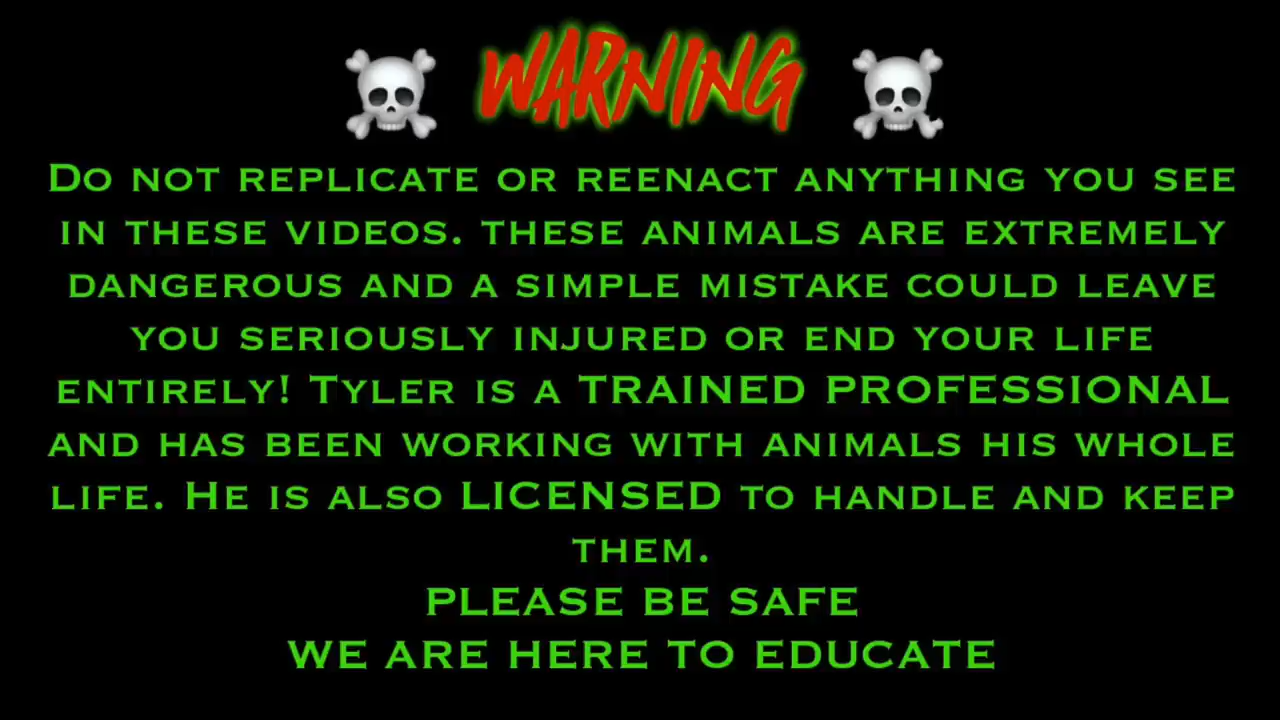 WARNING
Do not replicate or reenact anything you see
in these videos. these animals are extremely
dangerous and a simple mistake could leave
you seriously injured or end your life
entirely! Tyler is a TRAINED PROFESSIONAL
and has been working with animals his whole
life. He is also LICENSED to handle and keep
them.
PLEASE BE SAFE
WE ARE HERE TO EDUCATE